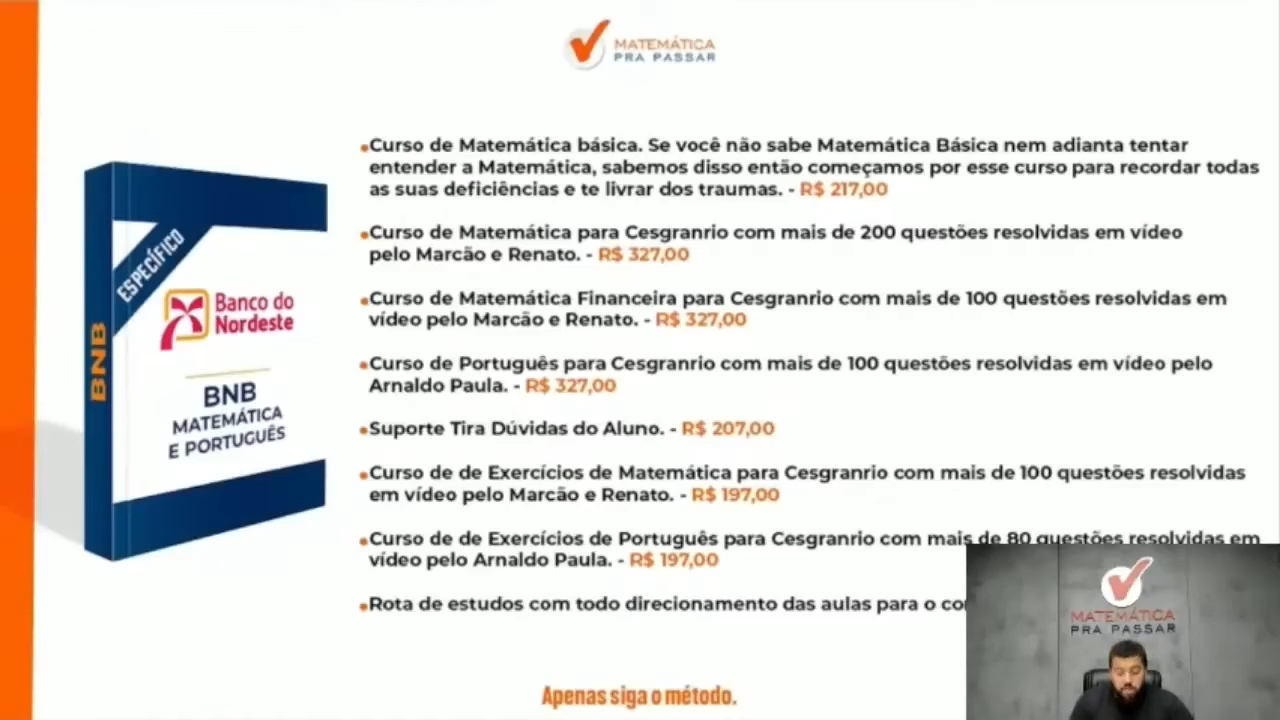 MATEMÁTICA
PRA PASSAR
•Curso de Matemática básica. Se você não sabe Matemática Básica nem adianta tentar
entender a Matemática, sabemos disso então começamos por esse curso para recordar todas
as suas deficiências e te livrar dos traumas. - R$ 217,00
•Curso de Matemática para Cesgranrio com mais de 200 questões resolvidas em vídeo
pelo Marcão e Renato. - R$ 327,00
•Curso de Matemática Financeira para Cesgranrio com mais de 100 questões resolvidas em
vídeo pelo Marcão e Renato. - R$ 327,00
•Curso de Português para Cesgranrio com mais de 100 questões resolvidas em vídeo pelo
Arnaldo Paula. - R$ 327,00
•Suporte Tira Dúvidas do Aluno. - R$ 207,00
•Curso de de Exercícios de Matemática para Cesgranrio com mais de 100 questões resolvidas
em vídeo pelo Marcão e Renato. - R$ 197,00
•Curso de de Exercícios de Português para Cesgranrio com mais de 80 questões resolvidas em
vídeo pelo Arnaldo Paula. - R$ 197,00
•Rota de estudos com todo direcionamento das aulas para o
ESPECÍFICO
Banco do
Nordeste
BNB
BNB
MATEMÁTICA
E PORTUGUÊS
MATEMÁTICA
PRA PASSAR
Apenas siga o método.